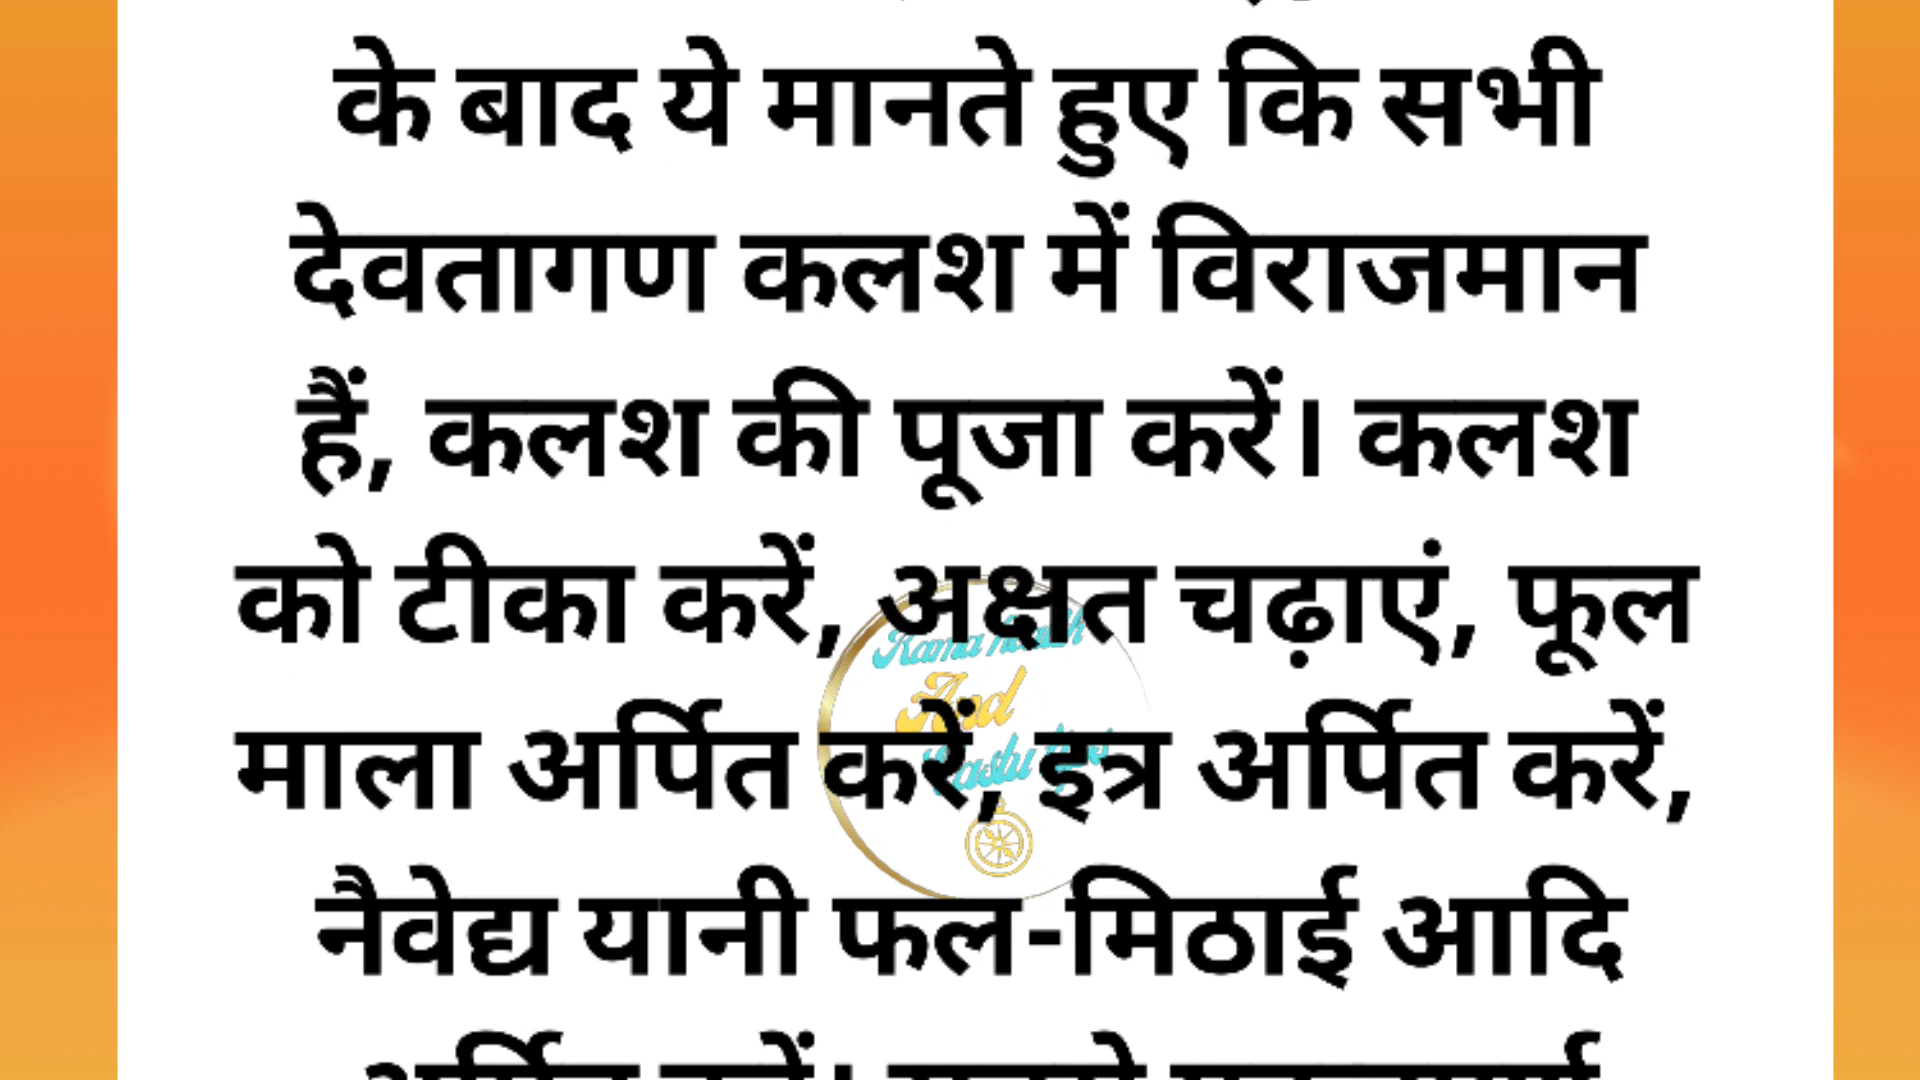 के बाद ये मानते हुए कि सभी
देवतागण कलश में विराजमान
हैं, कलश की पूजा करें। कलश
को टीका करें, अक्षत चढ़ाएं, फूल
माला अर्पित करें, इत्र अर्पित करें,
नैवेद्य यानी फल-मिठाई आदि
And